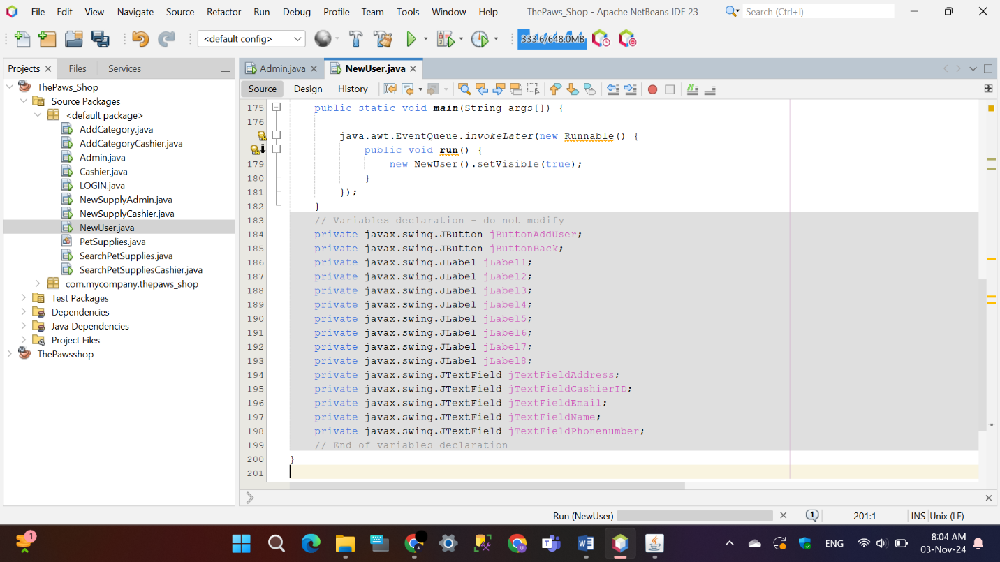 File Edit View Navigate Source Refactor Run Debug Profile Team Tools Window Help ThePaws_Shop - Apache NetBeans IDE 23 Search (Ctrl+I)
<default config> 333.6/648.0MB
Projects Files Services
Admin.java NewUser.java
Source Design History
ThePaws_Shop
Source Packages
<default package>
AddCategory.java
AddCategoryCashier.java
Admin.java
Cashier.java
LOGIN.java
NewSupplyAdmin.java
NewSupplyCashier.java
NewUser.java
PetSupplies.java
SearchPetSupplies.java
SearchPetSuppliesCashier.java
com.mycompany.thepaws_shop
Test Packages
Dependencies
Java Dependencies
Project Files
ThePawsshop
175 public static void main(String args[]) {
176
java.awt.EventQueue.invokeLater(new Runnable() {
public void run() {
179 new NewUser().setVisible(true);
180 }
181 });
182 }
183 // Variables declaration - do not modify
184 private javax.swing.JButton jButtonAddUser;
185 private javax.swing.JButton jButtonBack;
186 private javax.swing.JLabel jLabel1;
187 private javax.swing.JLabel jLabel2;
188 private javax.swing.JLabel jLabel3;
189 private javax.swing.JLabel jLabel4;
190 private javax.swing.JLabel jLabel5;
191 private javax.swing.JLabel jLabel6;
192 private javax.swing.JLabel jLabel7;
193 private javax.swing.JLabel jLabel8;
194 private javax.swing.JTextField jTextFieldAddress;
195 private javax.swing.JTextField jTextFieldCashierID;
196 private javax.swing.JTextField jTextFieldEmail;
197 private javax.swing.JTextField jTextFieldName;
198 private javax.swing.JTextField jTextFieldPhonenumber;
199 // End of variables declaration
200 }
201
Run (NewUser) 1 201:1 INS Unix (LF)
1 ENG 8:04 AM
03-Nov-24